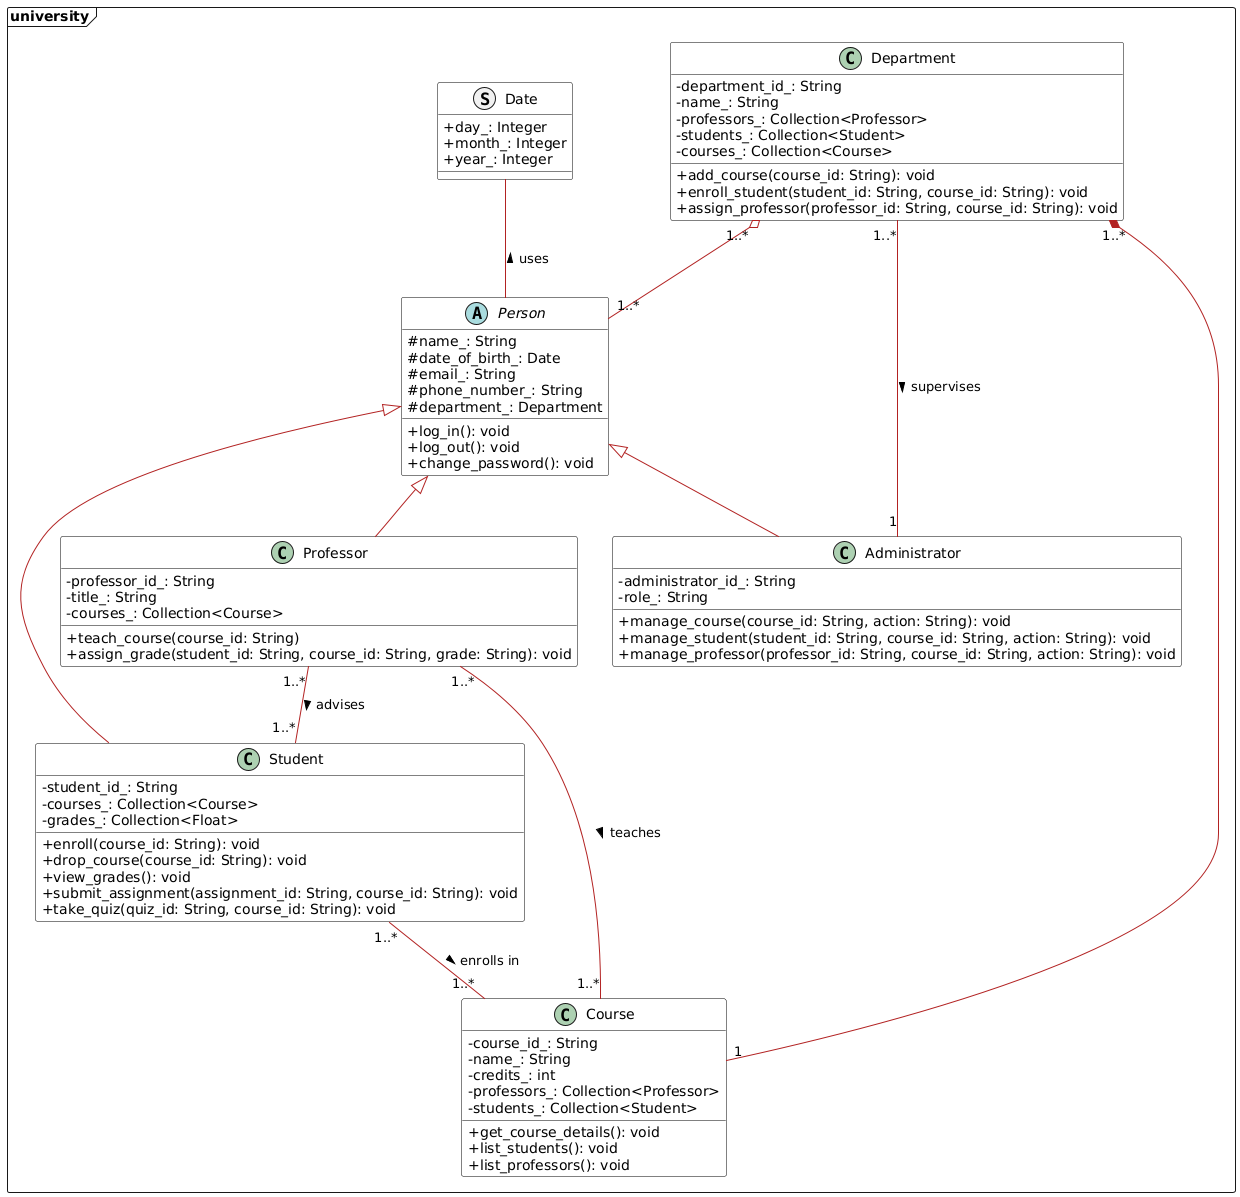 university
C Department
-department_id_: String
-name_: String
-professors_: Collection<Professor>
-students_: Collection<Student>
-courses_: Collection<Course>
+add_course(course_id: String): void
+enroll_student(student_id: String, course_id: String): void
+assign_professor(professor_id: String, course_id: String): void
S Date
+day_: Integer
+month_: Integer
+year_: Integer
1..*
1..*
1..*
uses
1..*
A Person
#name_: String
#date_of_birth_: Date
#email_: String
#phone_number_: String
#department_: Department
+log_in(): void
+log_out(): void
+change_password(): void
supervises
1
C Professor
-professor_id_: String
-title_: String
-courses_: Collection<Course>
+teach_course(course_id: String)
+assign_grade(student_id: String, course_id: String, grade: String): void
C Administrator
-administrator_id_: String
-role_: String
+manage_course(course_id: String, action: String): void
+manage_student(student_id: String, course_id: String, action: String): void
+manage_professor(professor_id: String, course_id: String, action: String): void
1..*
1..*
advises
1..*
C Student
-student_id_: String
-courses_: Collection<Course>
-grades_: Collection<Float>
+enroll(course_id: String): void
+drop_course(course_id: String): void
+view_grades(): void
+submit_assignment(assignment_id: String, course_id: String): void
+take_quiz(quiz_id: String, course_id: String): void
teaches
1..*
enrolls in
1..*
1..*
C Course
-course_id_: String
-name_: String
-credits_: int
-professors_: Collection<Professor>
-students_: Collection<Student>
+get_course_details(): void
+list_students(): void
+list_professors(): void
1